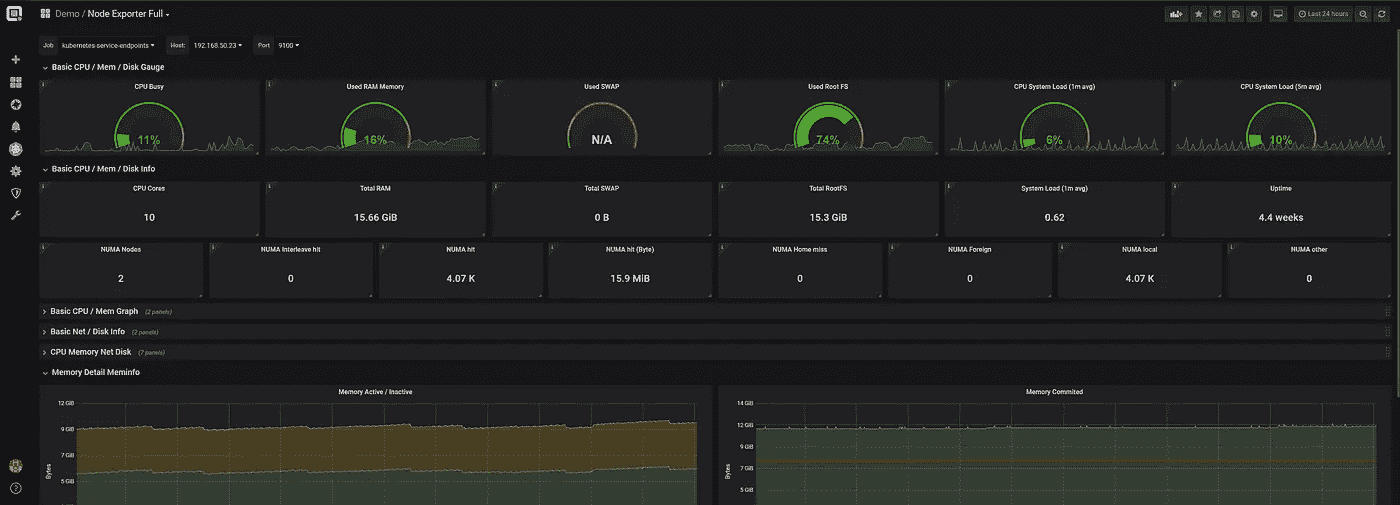 Demo / Node Exporter Full
Last 24 hours
Job kubernetes-service-endpoints Host: 192.168.50.23 Port 9100
Basic CPU / Mem / Disk Gauge
CPU Busy
11%
Used RAM Memory
16%
Used SWAP
N/A
Used Root FS
74%
CPU System Load (1m avg)
6%
CPU System Load (5m avg)
10%
Basic CPU / Mem / Disk Info
CPU Cores
10
Total RAM
15.66 GiB
Total SWAP
0 B
Total RootFS
15.3 GiB
System Load (1m avg)
0.62
Uptime
4.4 weeks
NUMA Nodes
2
NUMA Interleave hit
0
NUMA hit
4.07 K
NUMA hit (Byte)
15.9 MiB
NUMA Home miss
0
NUMA Foreign
0
NUMA local
4.07 K
NUMA other
0
Basic CPU / Mem Graph (2 panels)
Basic Net / Disk Info (2 panels)
CPU Memory Net Disk (7 panels)
Memory Detail Meminfo
Memory Active / Inactive
Bytes
12 GiB
9 GiB
7 GiB
5 GiB
Memory Commited
Bytes
14 GiB
12 GiB
9 GiB
7 GiB
5 GiB